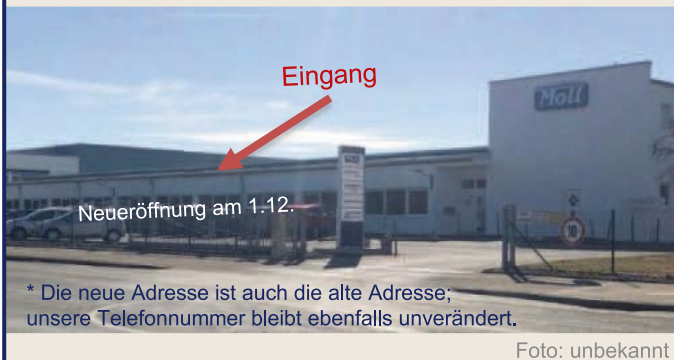 Eingang
Moll
Neueröffnung am 1.12.
* Die neue Adresse ist auch die alte Adresse;
unsere Telefonnummer bleibt ebenfalls unverändert.
10
Foto: unbekannt